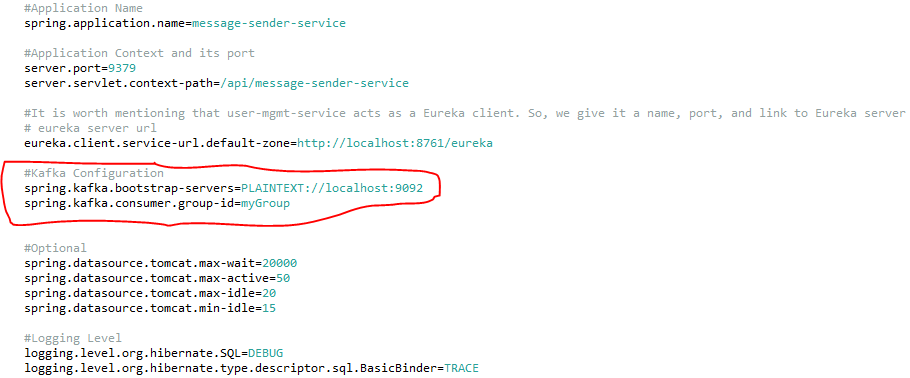 #Application Name
spring.application.name=message-sender-service
#Application Context and its port
server.port=9379
server.servlet.context-path=/api/message-sender-service
#It is worth mentioning that user-mgmt-service acts as a Eureka client. So, we give it a name, port, and link to Eureka server
# eureka server url
eureka.client.service-url.default-zone=http://localhost:8761/eureka
#Kafka Configuration
spring.kafka.bootstrap-servers=PLAINTEXT://localhost:9092
spring.kafka.consumer.group-id=myGroup
#Optional
spring.datasource.tomcat.max-wait=20000
spring.datasource.tomcat.max-active=50
spring.datasource.tomcat.max-idle=20
spring.datasource.tomcat.min-idle=15
#Logging Level
logging.level.org.hibernate.SQL=DEBUG
logging.level.org.hibernate.type.descriptor.sql.BasicBinder=TRACE